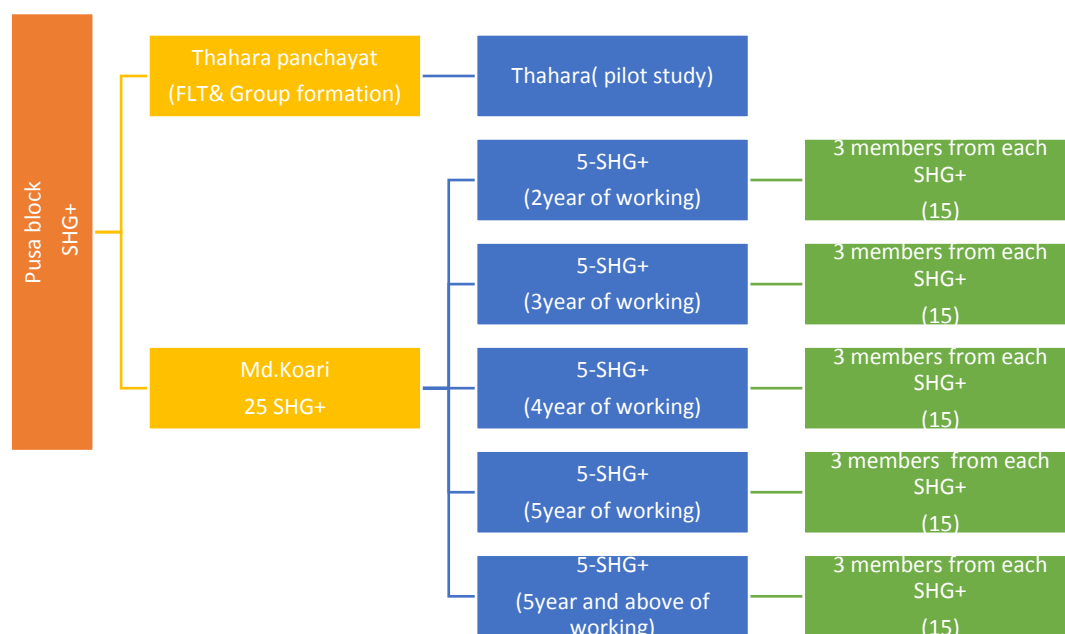 Pusa block
SHG+
Thahara panchayat
(FLT& Group formation)
Thahara( pilot study)
Md.Koari
25 SHG+
5-SHG+
(2year of working)
3 members from each
SHG+
(15)
5-SHG+
(3year of working)
3 members from each
SHG+
(15)
5-SHG+
(4year of working)
3 members from each
SHG+
(15)
5-SHG+
(5year of working)
3 members from each
SHG+
(15)
5-SHG+
(5year and above of
working)
3 members from each
SHG+
(15)